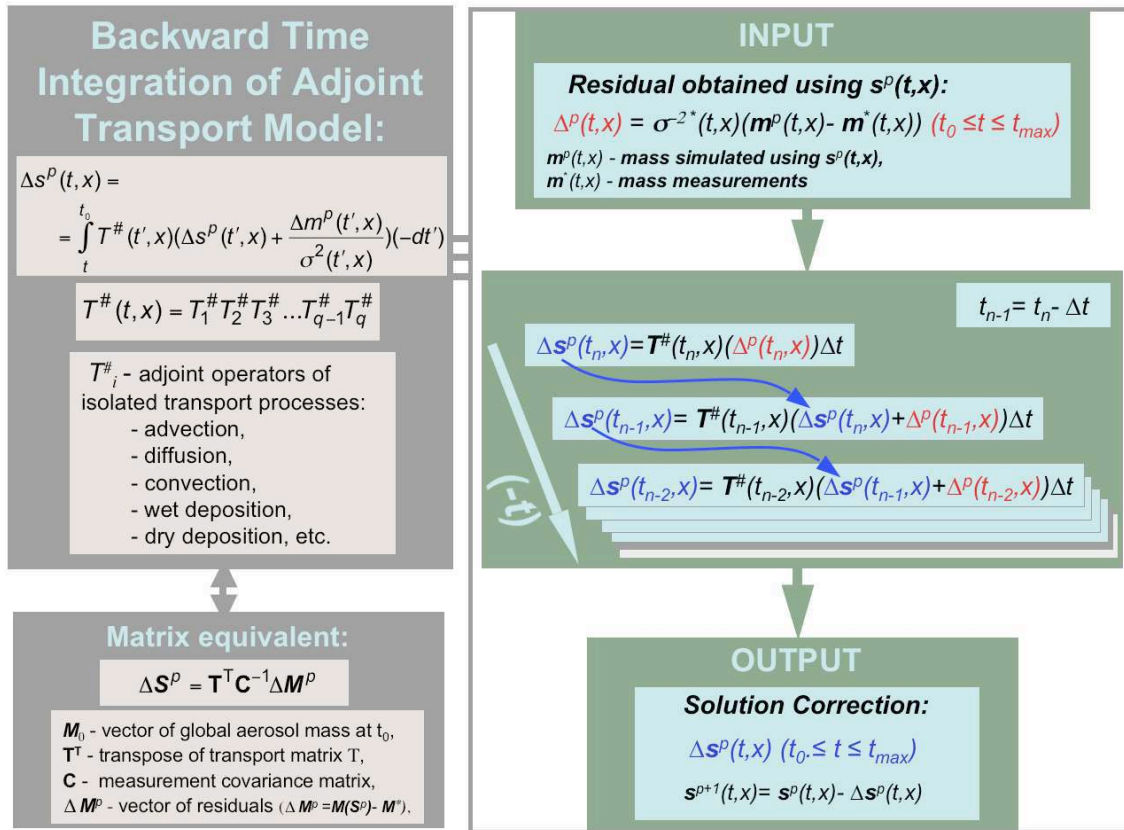 Backward Time
Integration of Adjoint
Transport Model:
Δs^p(t,x) =
= ∫_t^{t_0} T^#(t′,x)(Δs^p(t′,x) + Δm^p(t′,x)/σ²(t′,x))(-dt′)
T^#(t,x) = T_1^# T_2^# T_3^# ...T_{q-1}^# T_q^#
T^#_i - adjoint operators of
isolated transport processes:
- advection,
- diffusion,
- convection,
- wet deposition,
- dry deposition, etc.
Matrix equivalent:
ΔS^p = T^T C^{-1} ΔM^p
M_0 - vector of global aerosol mass at t_0,
T^T - transpose of transport matrix T,
C - measurement covariance matrix,
Δ M^p - vector of residuals (Δ M^p =M(S^p)- M^*),
INPUT
Residual obtained using s^p(t,x):
Δ^p(t,x) = σ^{-2*}(t,x)(m^p(t,x)- m^*(t,x)) (t_0 ≤t ≤ t_max)
m^p(t,x) - mass simulated using s^p(t,x),
m^*(t,x) - mass measurements
t_{n-1}= t_n- Δt
Δs^p(t_n,x)=T^#(t_n,x)(Δ^p(t_n,x))Δt
Δs^p(t_{n-1},x)= T^#(t_{n-1},x)(Δs^p(t_n,x)+Δ^p(t_{n-1},x))Δt
Δs^p(t_{n-2},x)= T^#(t_{n-2},x)(Δs^p(t_{n-1},x)+Δ^p(t_{n-2},x))Δt
(-t)
OUTPUT
Solution Correction:
Δs^p(t,x) (t_0.≤ t ≤ t_max)
s^{p+1}(t,x)= s^p(t,x)- Δs^p(t,x)